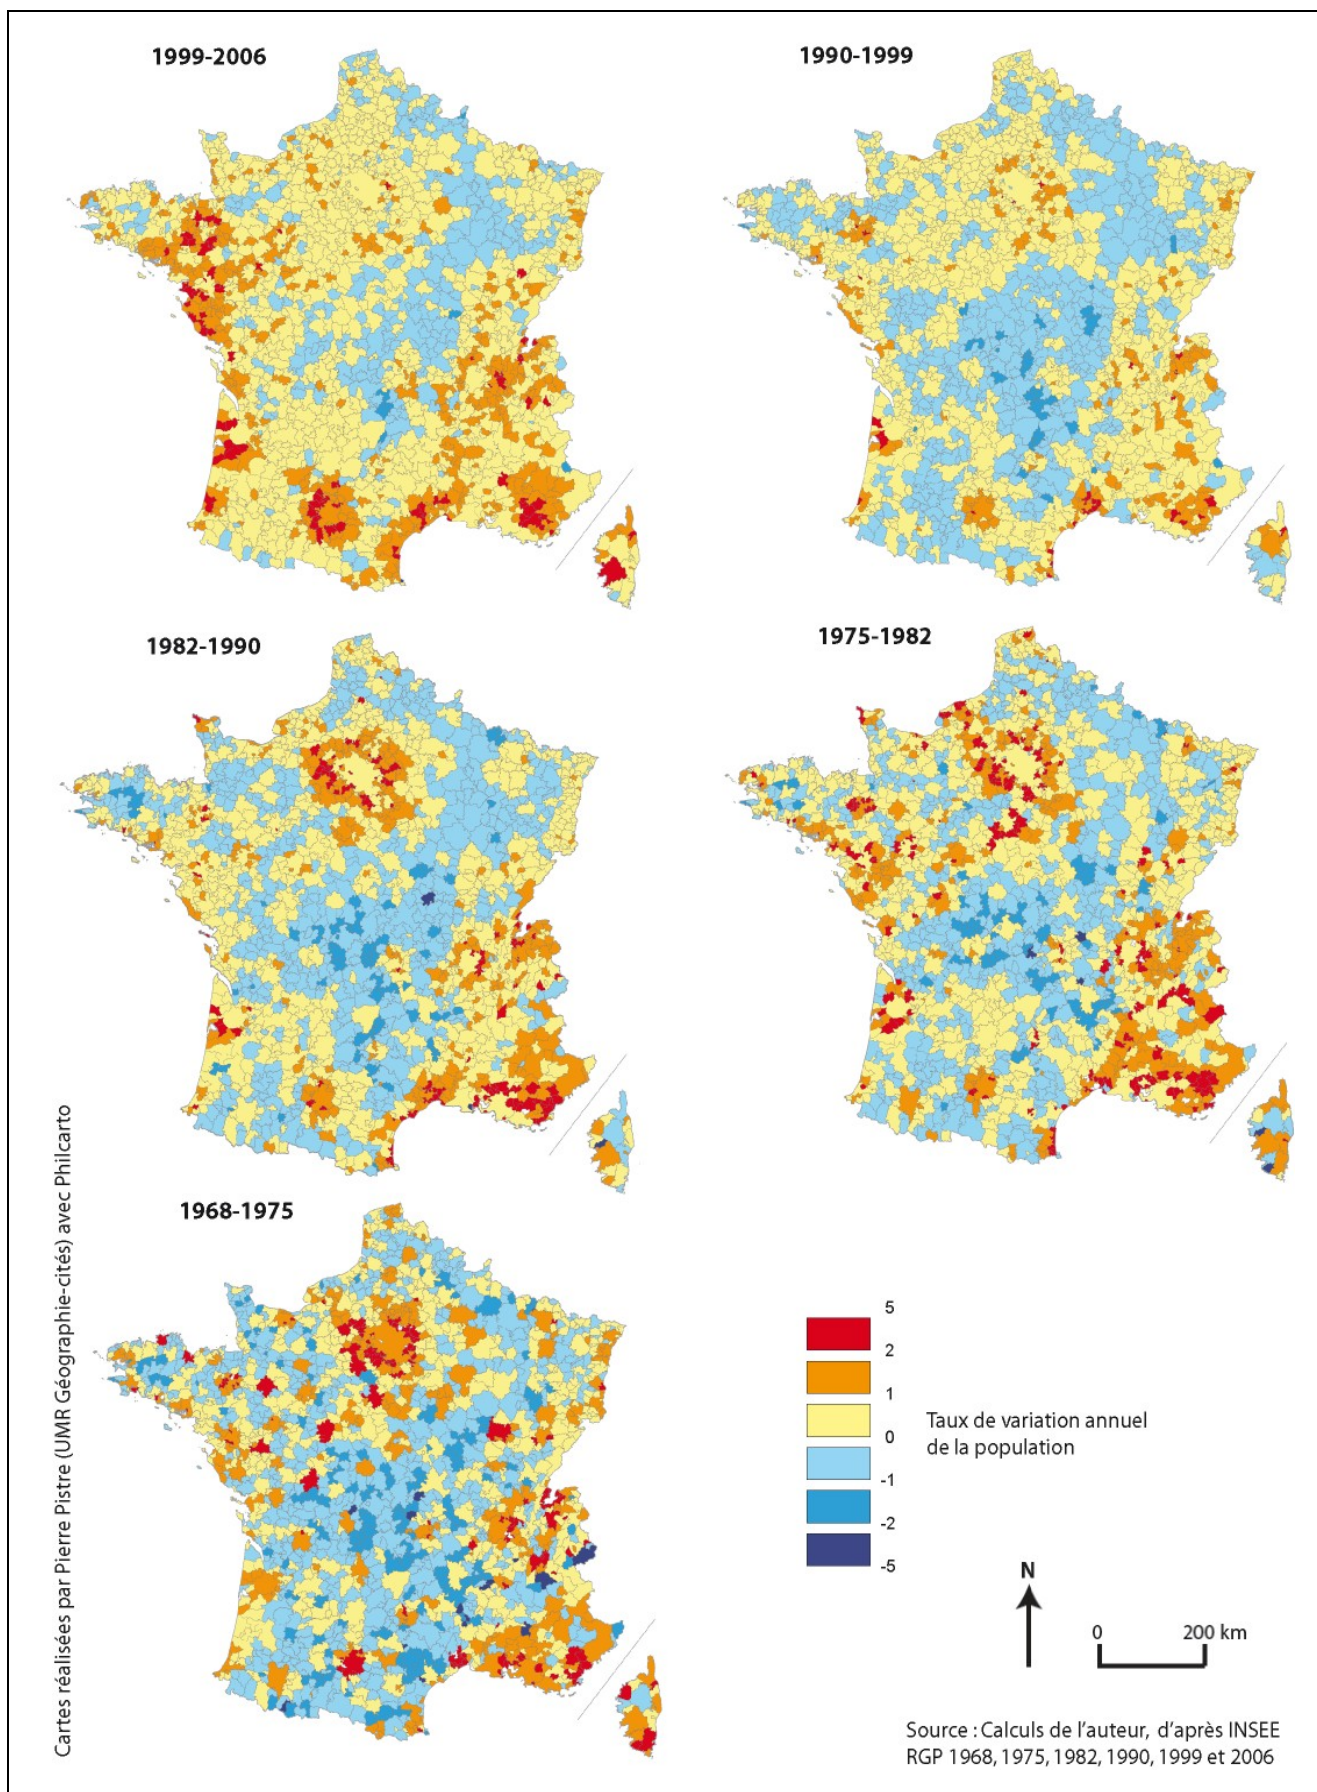 1999-2006
1990-1999
1982-1990
1975-1982
1968-1975
5
2
1
0
-1
-2
-5
Taux de variation annuel
de la population
N
0
200 km
Source : Calculs de l'auteur, d'après INSEE
RGP 1968, 1975, 1982, 1990, 1999 et 2006
Cartes réalisées par Pierre Pistre (UMR Géographie-cités) avec Philcarto